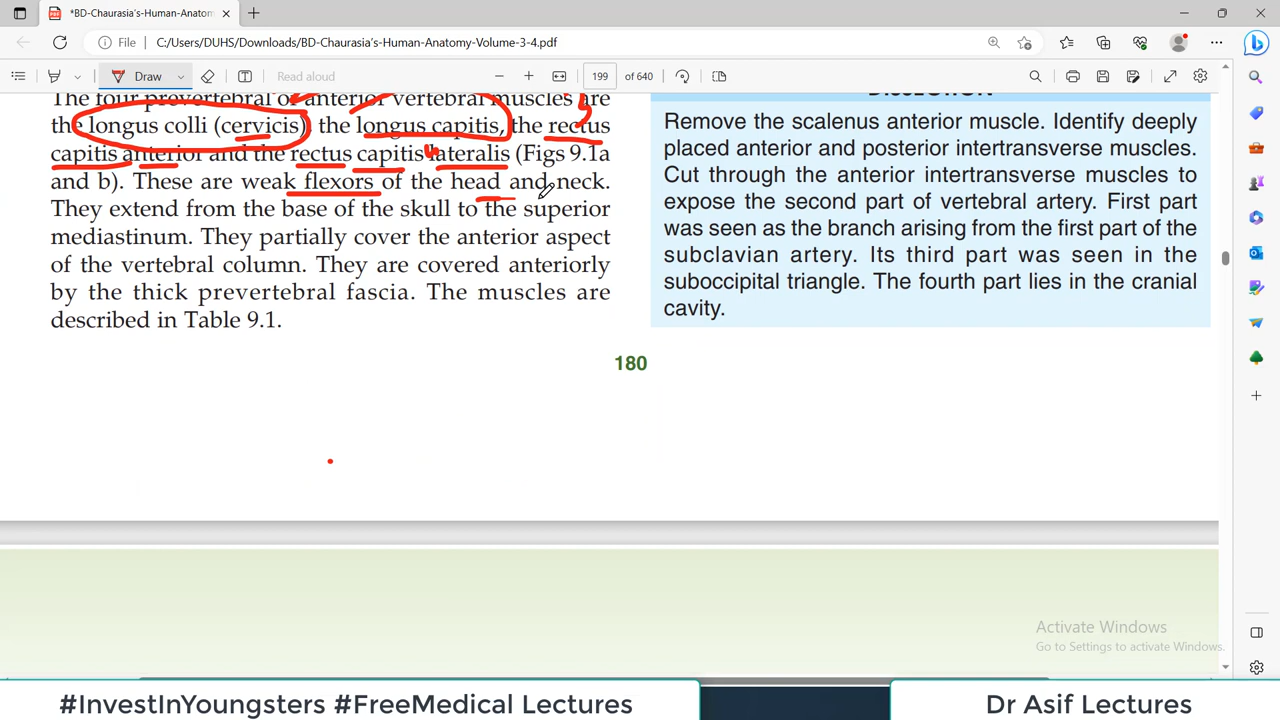 *BD-Chaurasia's-Human-Anatom
File C:/Users/DUHS/Downloads/BD-Chaurasia's-Human-Anatomy-Volume-3-4.pdf
Draw
Read aloud
199 of 640
The four prevertebral or anterior vertebral muscles are
the longus colli (cervicis), the longus capitis, the rectus
capitis anterior and the rectus capitis lateralis (Figs 9.1a
and b). These are weak flexors of the head and neck.
They extend from the base of the skull to the superior
mediastinum. They partially cover the anterior aspect
of the vertebral column. They are covered anteriorly
by the thick prevertebral fascia. The muscles are
described in Table 9.1.
DISSECTION
Remove the scalenus anterior muscle. Identify deeply
placed anterior and posterior intertransverse muscles.
Cut through the anterior intertransverse muscles to
expose the second part of vertebral artery. First part
was seen as the branch arising from the first part of the
subclavian artery. Its third part was seen in the
suboccipital triangle. The fourth part lies in the cranial
cavity.
180
Activate Windows
Go to Settings to activate Windows.
#InvestInYoungsters #FreeMedical Lectures
Dr Asif Lectures